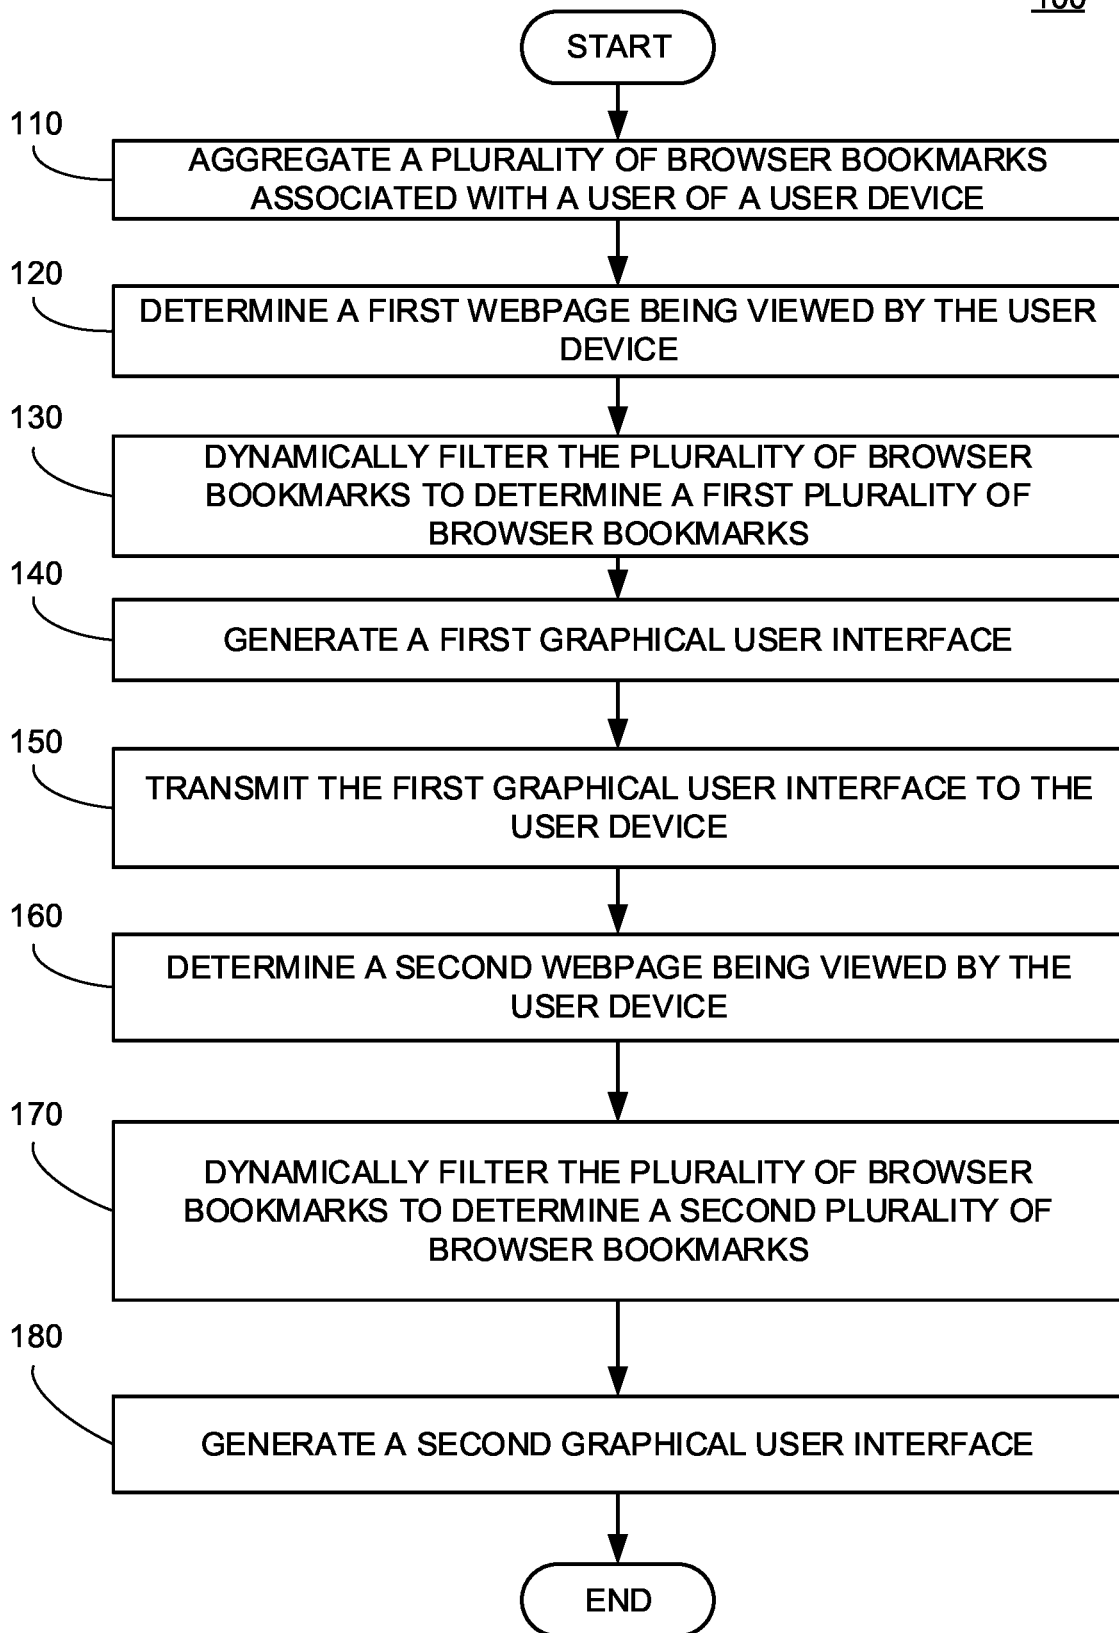 100
START
110
AGGREGATE A PLURALITY OF BROWSER BOOKMARKS
ASSOCIATED WITH A USER OF A USER DEVICE
120
DETERMINE A FIRST WEBPAGE BEING VIEWED BY THE USER
DEVICE
130
DYNAMICALLY FILTER THE PLURALITY OF BROWSER
BOOKMARKS TO DETERMINE A FIRST PLURALITY OF
BROWSER BOOKMARKS
140
GENERATE A FIRST GRAPHICAL USER INTERFACE
150
TRANSMIT THE FIRST GRAPHICAL USER INTERFACE TO THE
USER DEVICE
160
DETERMINE A SECOND WEBPAGE BEING VIEWED BY THE
USER DEVICE
170
DYNAMICALLY FILTER THE PLURALITY OF BROWSER
BOOKMARKS TO DETERMINE A SECOND PLURALITY OF
BROWSER BOOKMARKS
180
GENERATE A SECOND GRAPHICAL USER INTERFACE
END